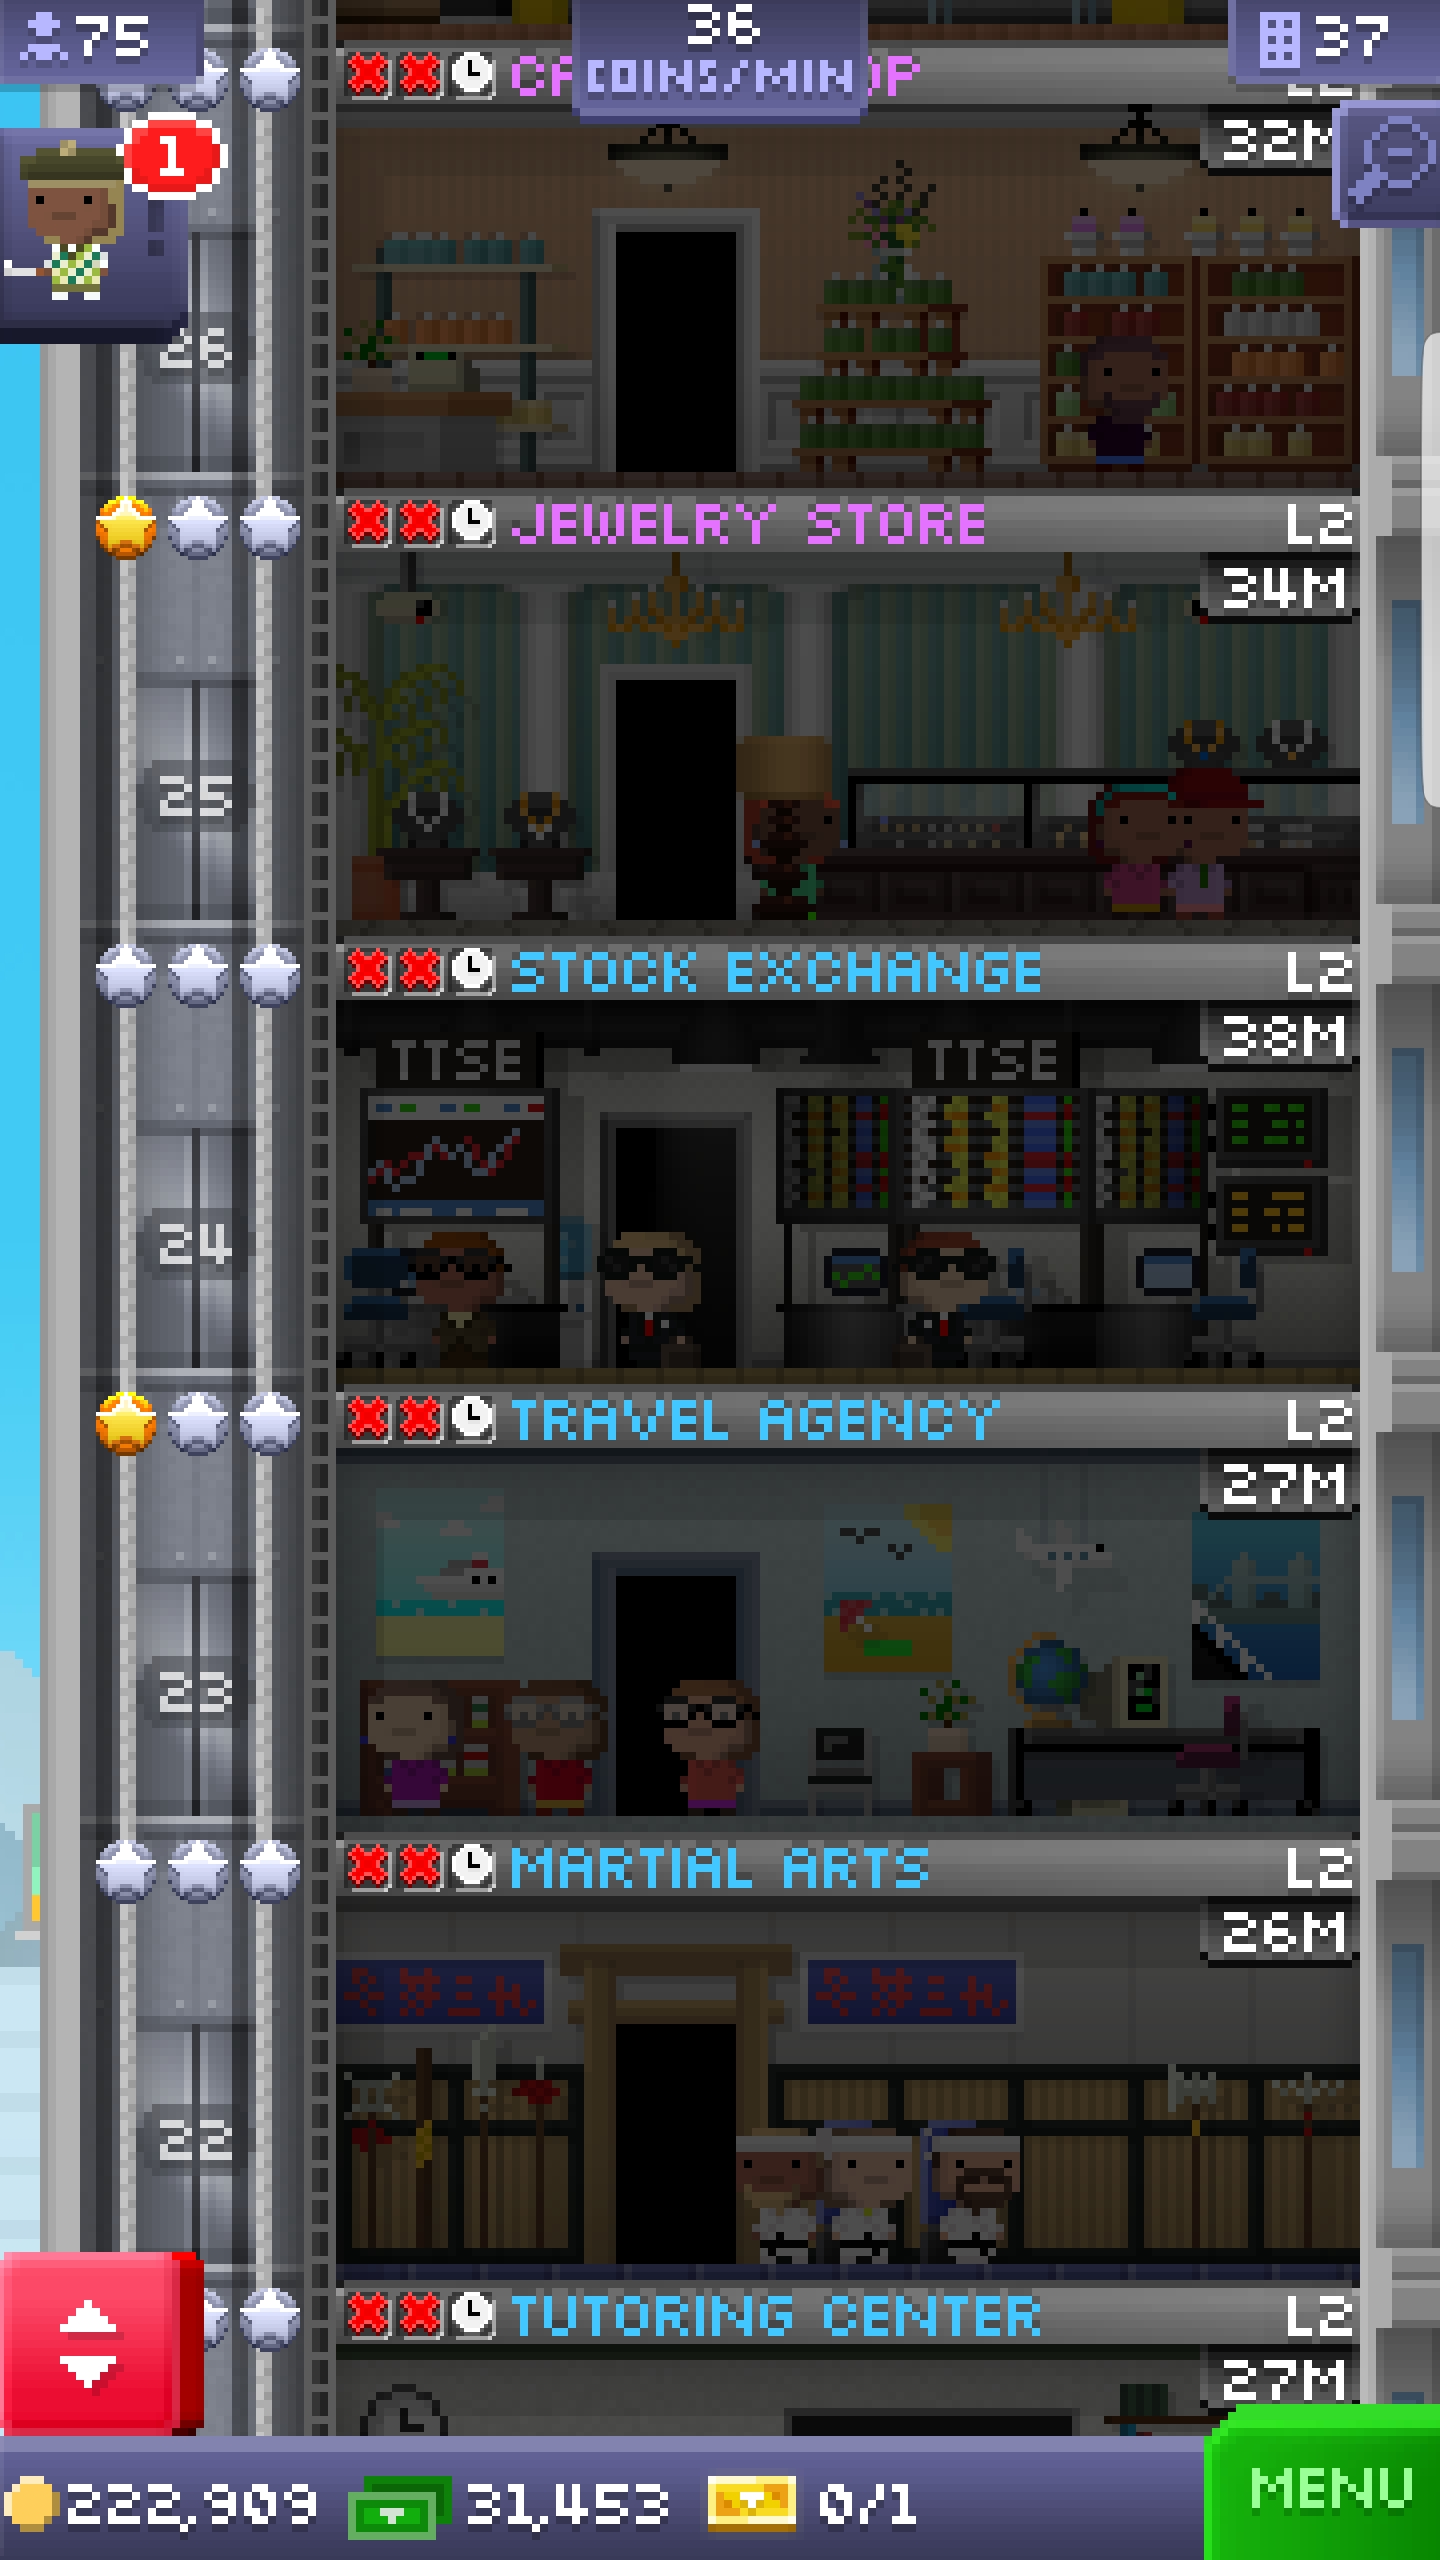 75
36
COINS/MIN
37
1
32M
26
JEWELRY STORE L2
34M
25
STOCK EXCHANGE L2
38M
TTSE TTSE
24
TRAVEL AGENCY L2
27M
23
MARTIAL ARTS L2
26M
22
TUTORING CENTER L2
27M
222,909 31,453 0/1
MENU